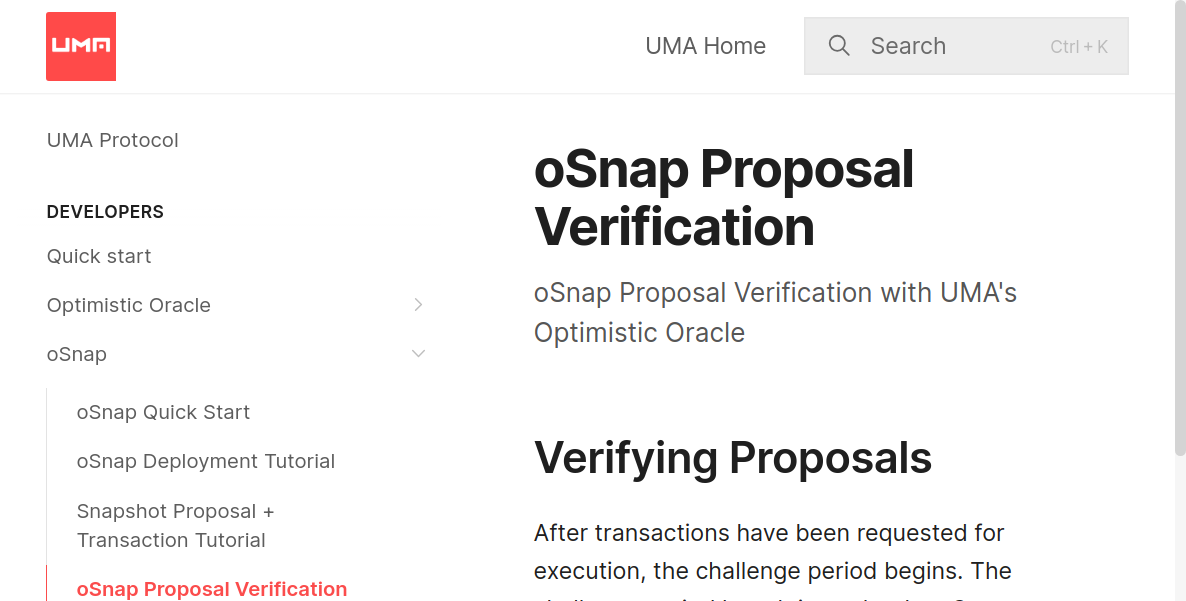 UMA
UMA Home
Search
Ctrl + K
UMA Protocol
DEVELOPERS
Quick start
Optimistic Oracle
oSnap
oSnap Quick Start
oSnap Deployment Tutorial
Snapshot Proposal +
Transaction Tutorial
oSnap Proposal Verification
oSnap Proposal
Verification
oSnap Proposal Verification with UMA's
Optimistic Oracle
Verifying Proposals
After transactions have been requested for
execution, the challenge period begins. The